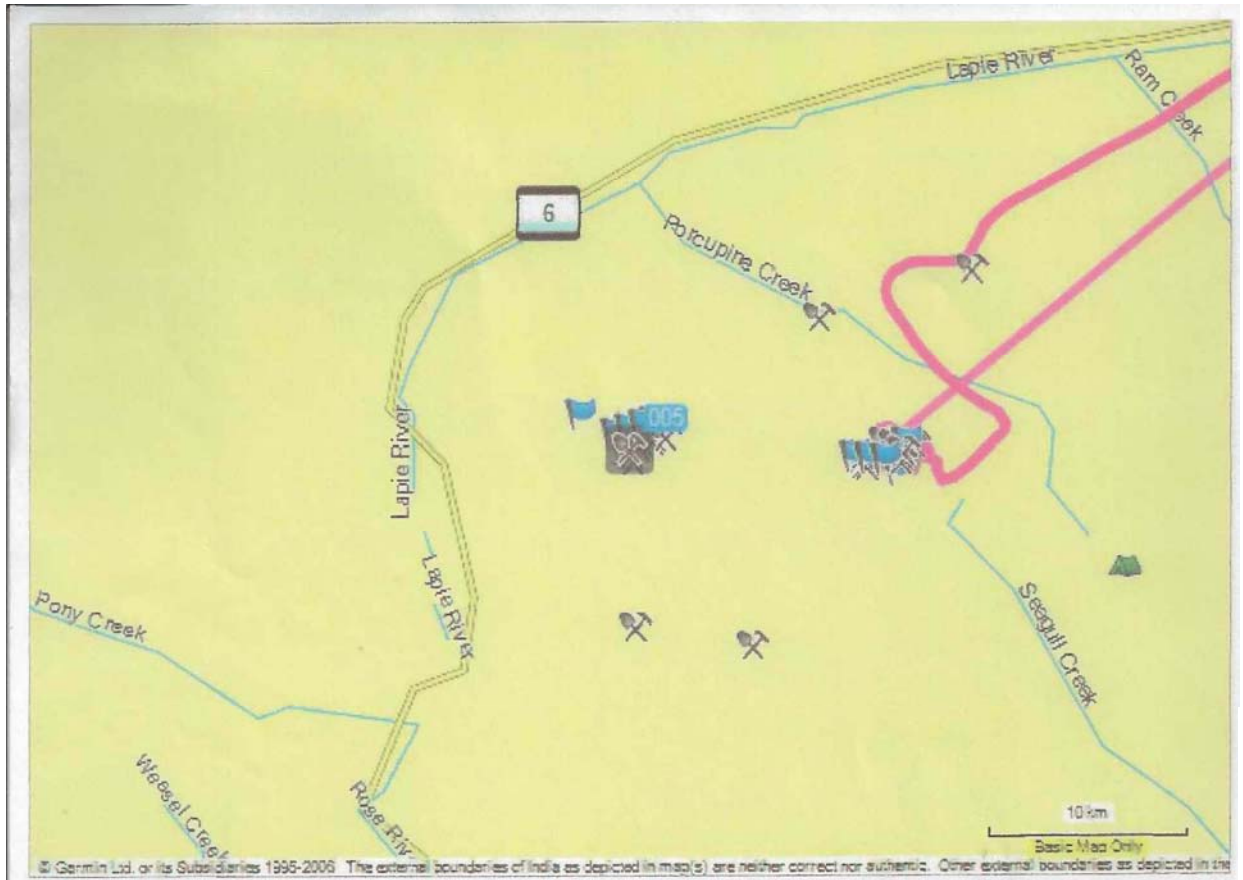 Lapie River
Ram Creek
6
Porcupine Creek
005
Lapie River
Lapie River
Pony Creek
Seagull Creek
Weasel Creek
Rose River
10 km
Basic Map Only
© Garmin Ltd. or its Subsidiaries 1995-2006 The external boundaries of India as depicted in map(s) are neither correct nor authentic. Other external boundaries as depicted in the